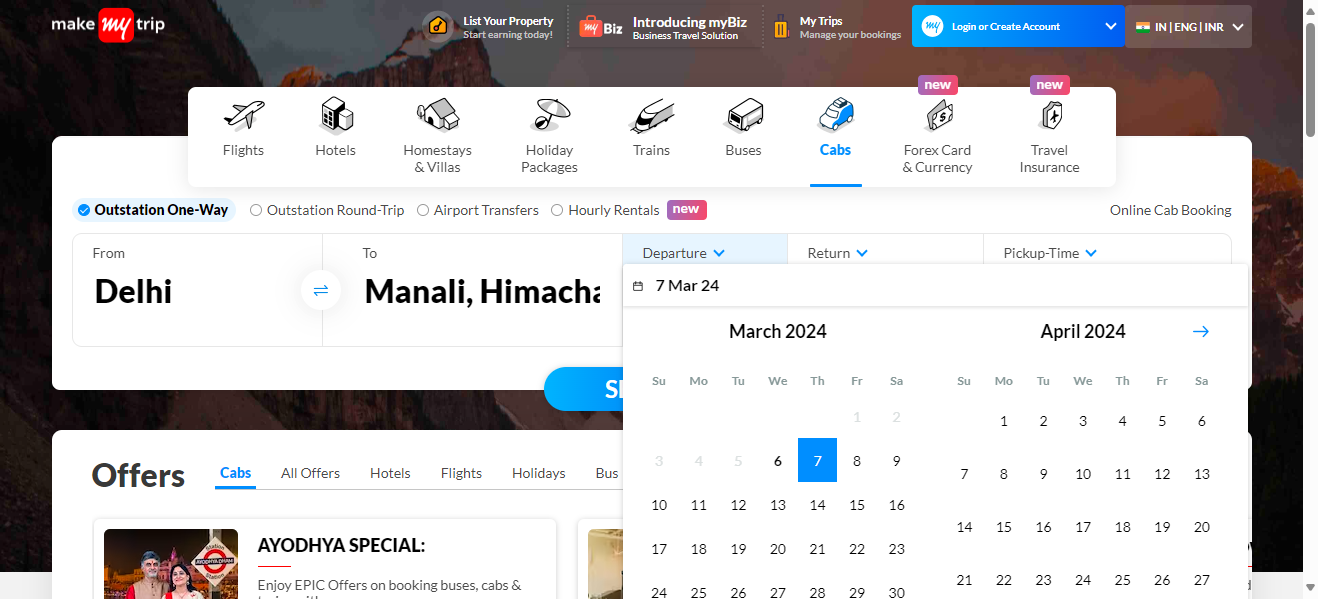 make my trip
List Your Property
Start earning today!
my Biz
Introducing myBiz
Business Travel Solution
My Trips
Manage your bookings
my Login or Create Account
IN | ENG | INR
new
new
Flights
Hotels
Homestays
& Villas
Holiday
Packages
Trains
Buses
Cabs
Forex Card
& Currency
Travel
Insurance
Outstation One-Way
Outstation Round-Trip
Airport Transfers
Hourly Rentals
new
Online Cab Booking
From
Delhi
To
Manali, Himacha
Departure
Return
Pickup-Time
7 Mar 24
March 2024
Su Mo Tu We Th Fr Sa
1 2
3 4 5 6 7 8 9
10 11 12 13 14 15 16
17 18 19 20 21 22 23
24 25 26 27 28 29 30
April 2024
Su Mo Tu We Th Fr Sa
1 2 3 4 5 6
7 8 9 10 11 12 13
14 15 16 17 18 19 20
21 22 23 24 25 26 27
Offers
Cabs
All Offers
Hotels
Flights
Holidays
Bus
Station
AYODHYA DHAM
Station
AYODHYA SPECIAL:
Enjoy EPIC Offers on booking buses, cabs &